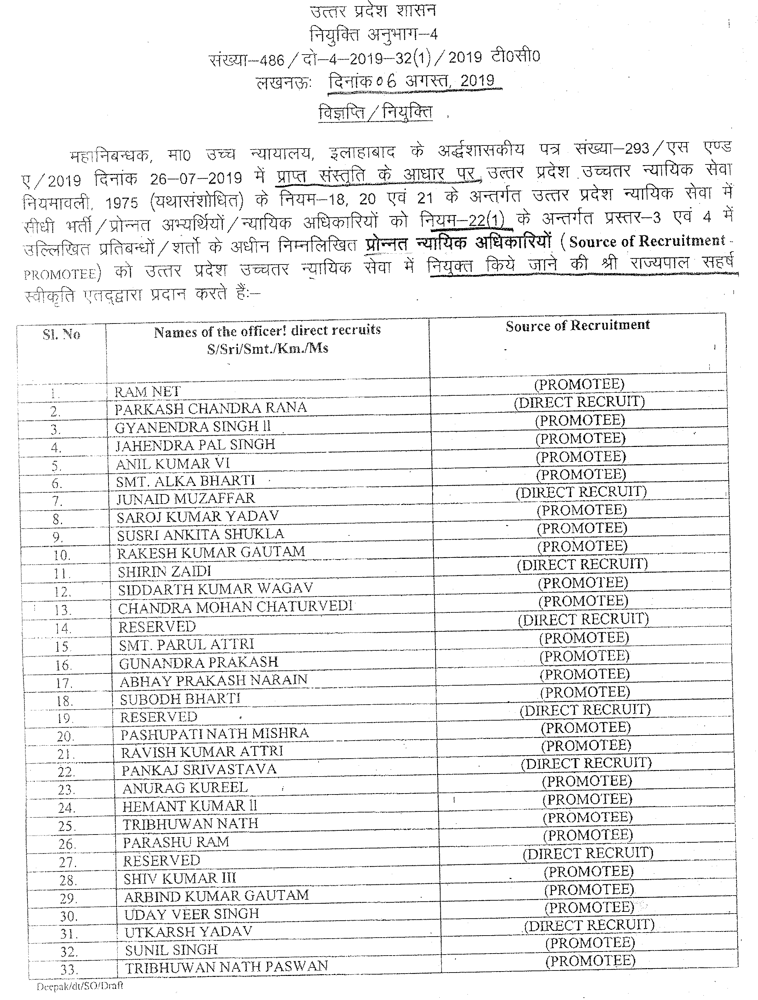 उत्तर प्रदेश शासन
नियुक्ति अनुभाग–4
संख्या–486/दो–4–2019–32(1)/2019 टी0सी0
लखनऊः दिनांक 06 अगस्त, 2019
विज्ञप्ति/नियुक्ति
महानिबन्धक, मा0 उच्च न्यायालय, इलाहाबाद के अर्द्धशासकीय पत्र संख्या–293/एस एण्ड
ए/2019 दिनांक 26–07–2019 में प्राप्त संस्तुति के आधार पर, उत्तर प्रदेश उच्चतर न्यायिक सेवा
नियमावली, 1975 (यथासंशोधित) के नियम–18, 20 एवं 21 के अन्तर्गत उत्तर प्रदेश न्यायिक सेवा में
सीधी भर्ती/प्रोन्नत अभ्यर्थियों/न्यायिक अधिकारियों को नियम–22(1) के अन्तर्गत प्रस्तर–3 एवं 4 में
उल्लिखित प्रतिबन्धों/शर्तो के अधीन निम्नलिखित प्रोन्नत न्यायिक अधिकारियों (Source of Recruitment -
PROMOTEE) को उत्तर प्रदेश उच्चतर न्यायिक सेवा में नियुक्त किये जाने की श्री राज्यपाल सहर्ष
स्वीकृति एतद्द्वारा प्रदान करते हैंः–
Sl. No Names of the officer! direct recruits Source of Recruitment
S/Sri/Smt./Km./Ms
1. RAM NET (PROMOTEE)
2. PARKASH CHANDRA RANA (DIRECT RECRUIT)
3. GYANENDRA SINGH ll (PROMOTEE)
4. JAHENDRA PAL SINGH (PROMOTEE)
5. ANIL KUMAR VI (PROMOTEE)
6. SMT. ALKA BHARTI (PROMOTEE)
7. JUNAID MUZAFFAR (DIRECT RECRUIT)
8. SAROJ KUMAR YADAV (PROMOTEE)
9. SUSRI ANKITA SHUKLA (PROMOTEE)
10. RAKESH KUMAR GAUTAM (PROMOTEE)
11. SHIRIN ZAIDI (DIRECT RECRUIT)
12. SIDDARTH KUMAR WAGAV (PROMOTEE)
13. CHANDRA MOHAN CHATURVEDI (PROMOTEE)
14. RESERVED (DIRECT RECRUIT)
15. SMT. PARUL ATTRI (PROMOTEE)
16. GUNANDRA PRAKASH (PROMOTEE)
17. ABHAY PRAKASH NARAIN (PROMOTEE)
18. SUBODH BHARTI (PROMOTEE)
19. RESERVED (DIRECT RECRUIT)
20. PASHUPATI NATH MISHRA (PROMOTEE)
21. RAVISH KUMAR ATTRI (PROMOTEE)
22. PANKAJ SRIVASTAVA (DIRECT RECRUIT)
23. ANURAG KUREEL (PROMOTEE)
24. HEMANT KUMAR ll (PROMOTEE)
25. TRIBHUWAN NATH (PROMOTEE)
26. PARASHU RAM (PROMOTEE)
27. RESERVED (DIRECT RECRUIT)
28. SHIV KUMAR III (PROMOTEE)
29. ARBIND KUMAR GAUTAM (PROMOTEE)
30. UDAY VEER SINGH (PROMOTEE)
31. UTKARSH YADAV (DIRECT RECRUIT)
32. SUNIL SINGH (PROMOTEE)
33. TRIBHUWAN NATH PASWAN (PROMOTEE)
Deepak/dt/SO/Draft